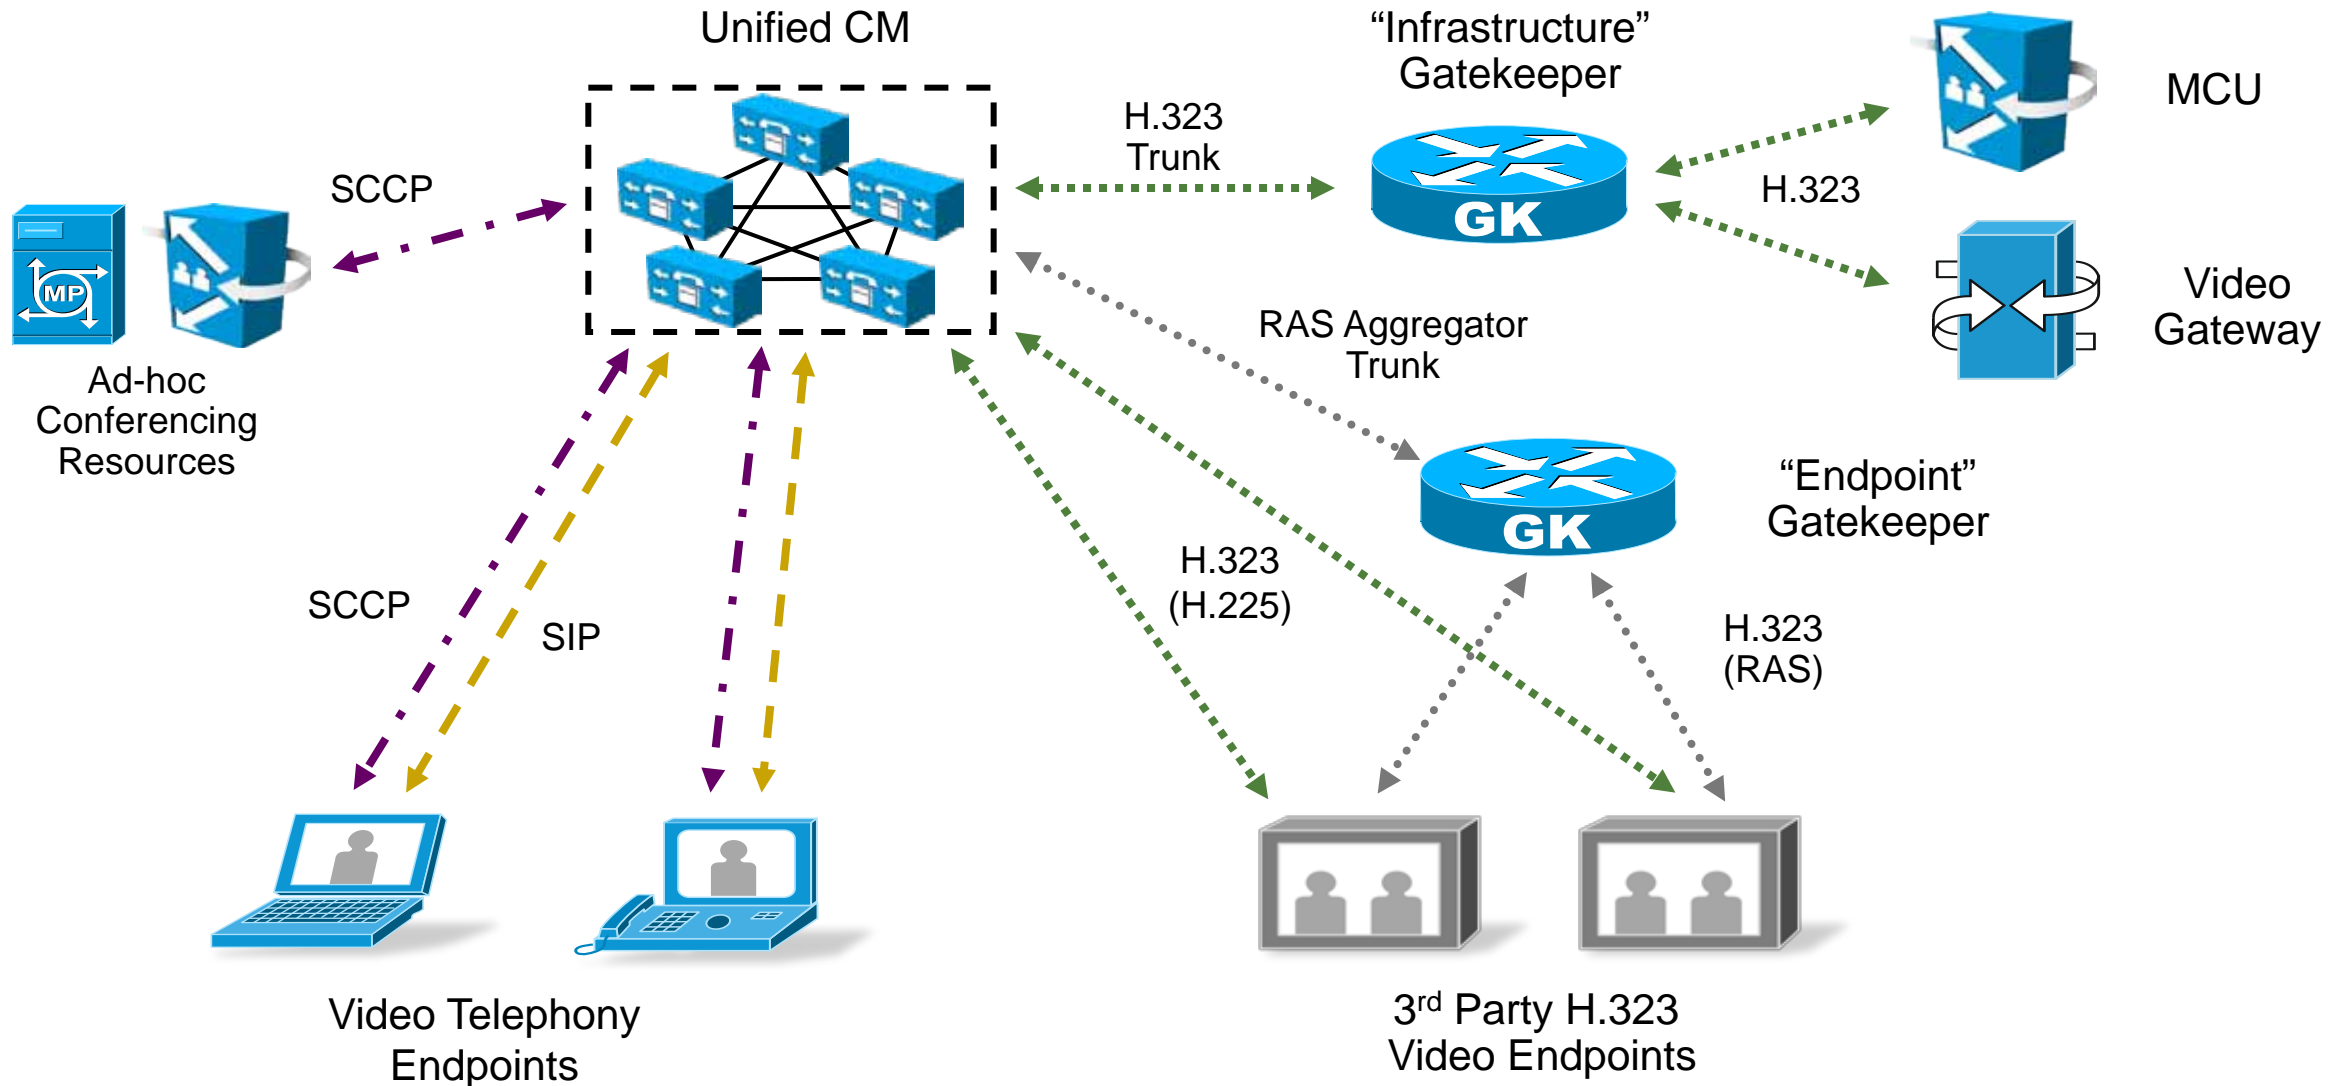 Unified CM
“Infrastructure”
Gatekeeper
MCU
H.323
Trunk
SCCP
H.323
GK
MP
Video
Gateway
RAS Aggregator
Trunk
Ad-hoc
Conferencing
Resources
“Endpoint”
Gatekeeper
GK
H.323
(H.225)
SCCP
SIP
H.323
(RAS)
Video Telephony
Endpoints
3rd Party H.323
Video Endpoints